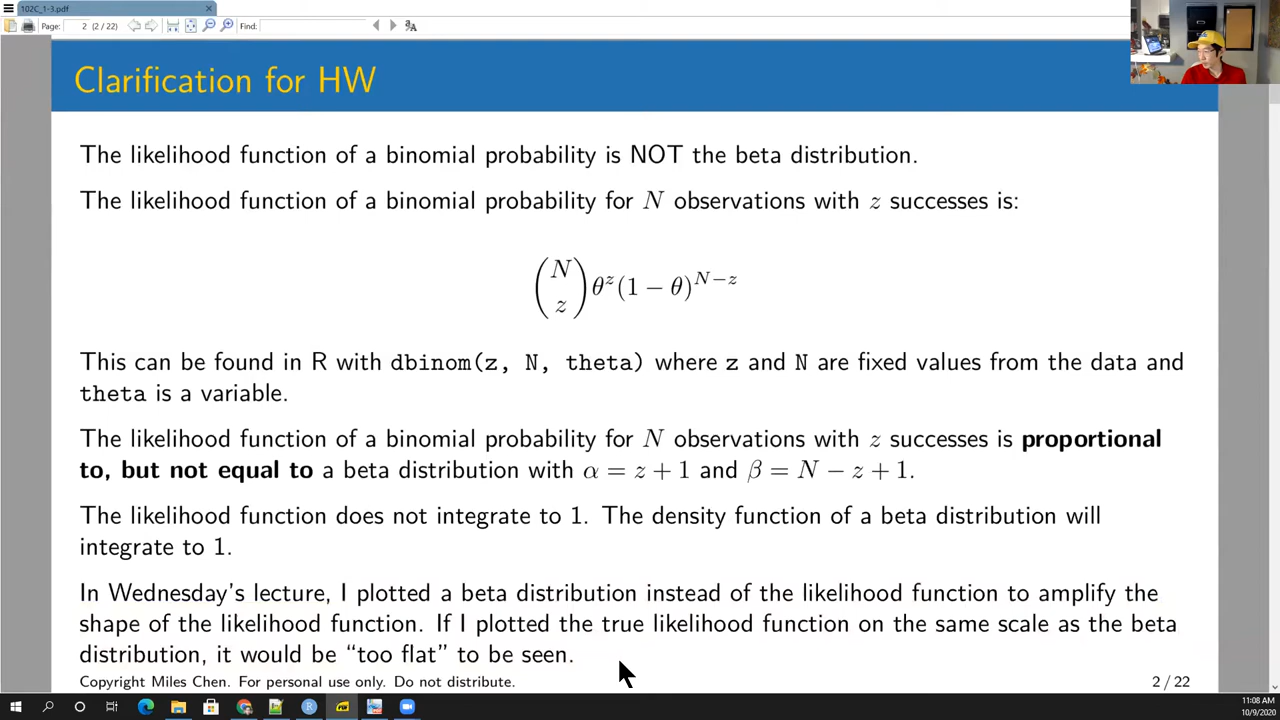 102C_1-3.pdf
Page: 2 (2 / 22) Find:
Clarification for HW
The likelihood function of a binomial probability is NOT the beta distribution.
The likelihood function of a binomial probability for N observations with z successes is:
(N z) θ^z (1 − θ)^{N−z}
This can be found in R with dbinom(z, N, theta) where z and N are fixed values from the data and
theta is a variable.
The likelihood function of a binomial probability for N observations with z successes is proportional
to, but not equal to a beta distribution with α = z + 1 and β = N − z + 1.
The likelihood function does not integrate to 1. The density function of a beta distribution will
integrate to 1.
In Wednesday's lecture, I plotted a beta distribution instead of the likelihood function to amplify the
shape of the likelihood function. If I plotted the true likelihood function on the same scale as the beta
distribution, it would be “too flat” to be seen.
Copyright Miles Chen. For personal use only. Do not distribute. 2 / 22
11:08 AM
10/9/2020